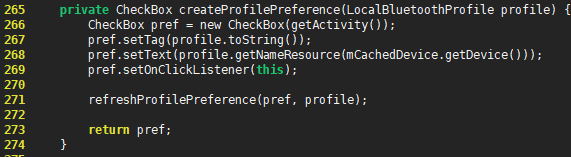 265 private CheckBox createProfilePreference(LocalBluetoothProfile profile) {
266 CheckBox pref = new CheckBox(getActivity());
267 pref.setTag(profile.toString());
268 pref.setText(profile.getNameResource(mCachedDevice.getDevice()));
269 pref.setOnClickListener(this);
270
271 refreshProfilePreference(pref, profile);
272
273 return pref;
274 }